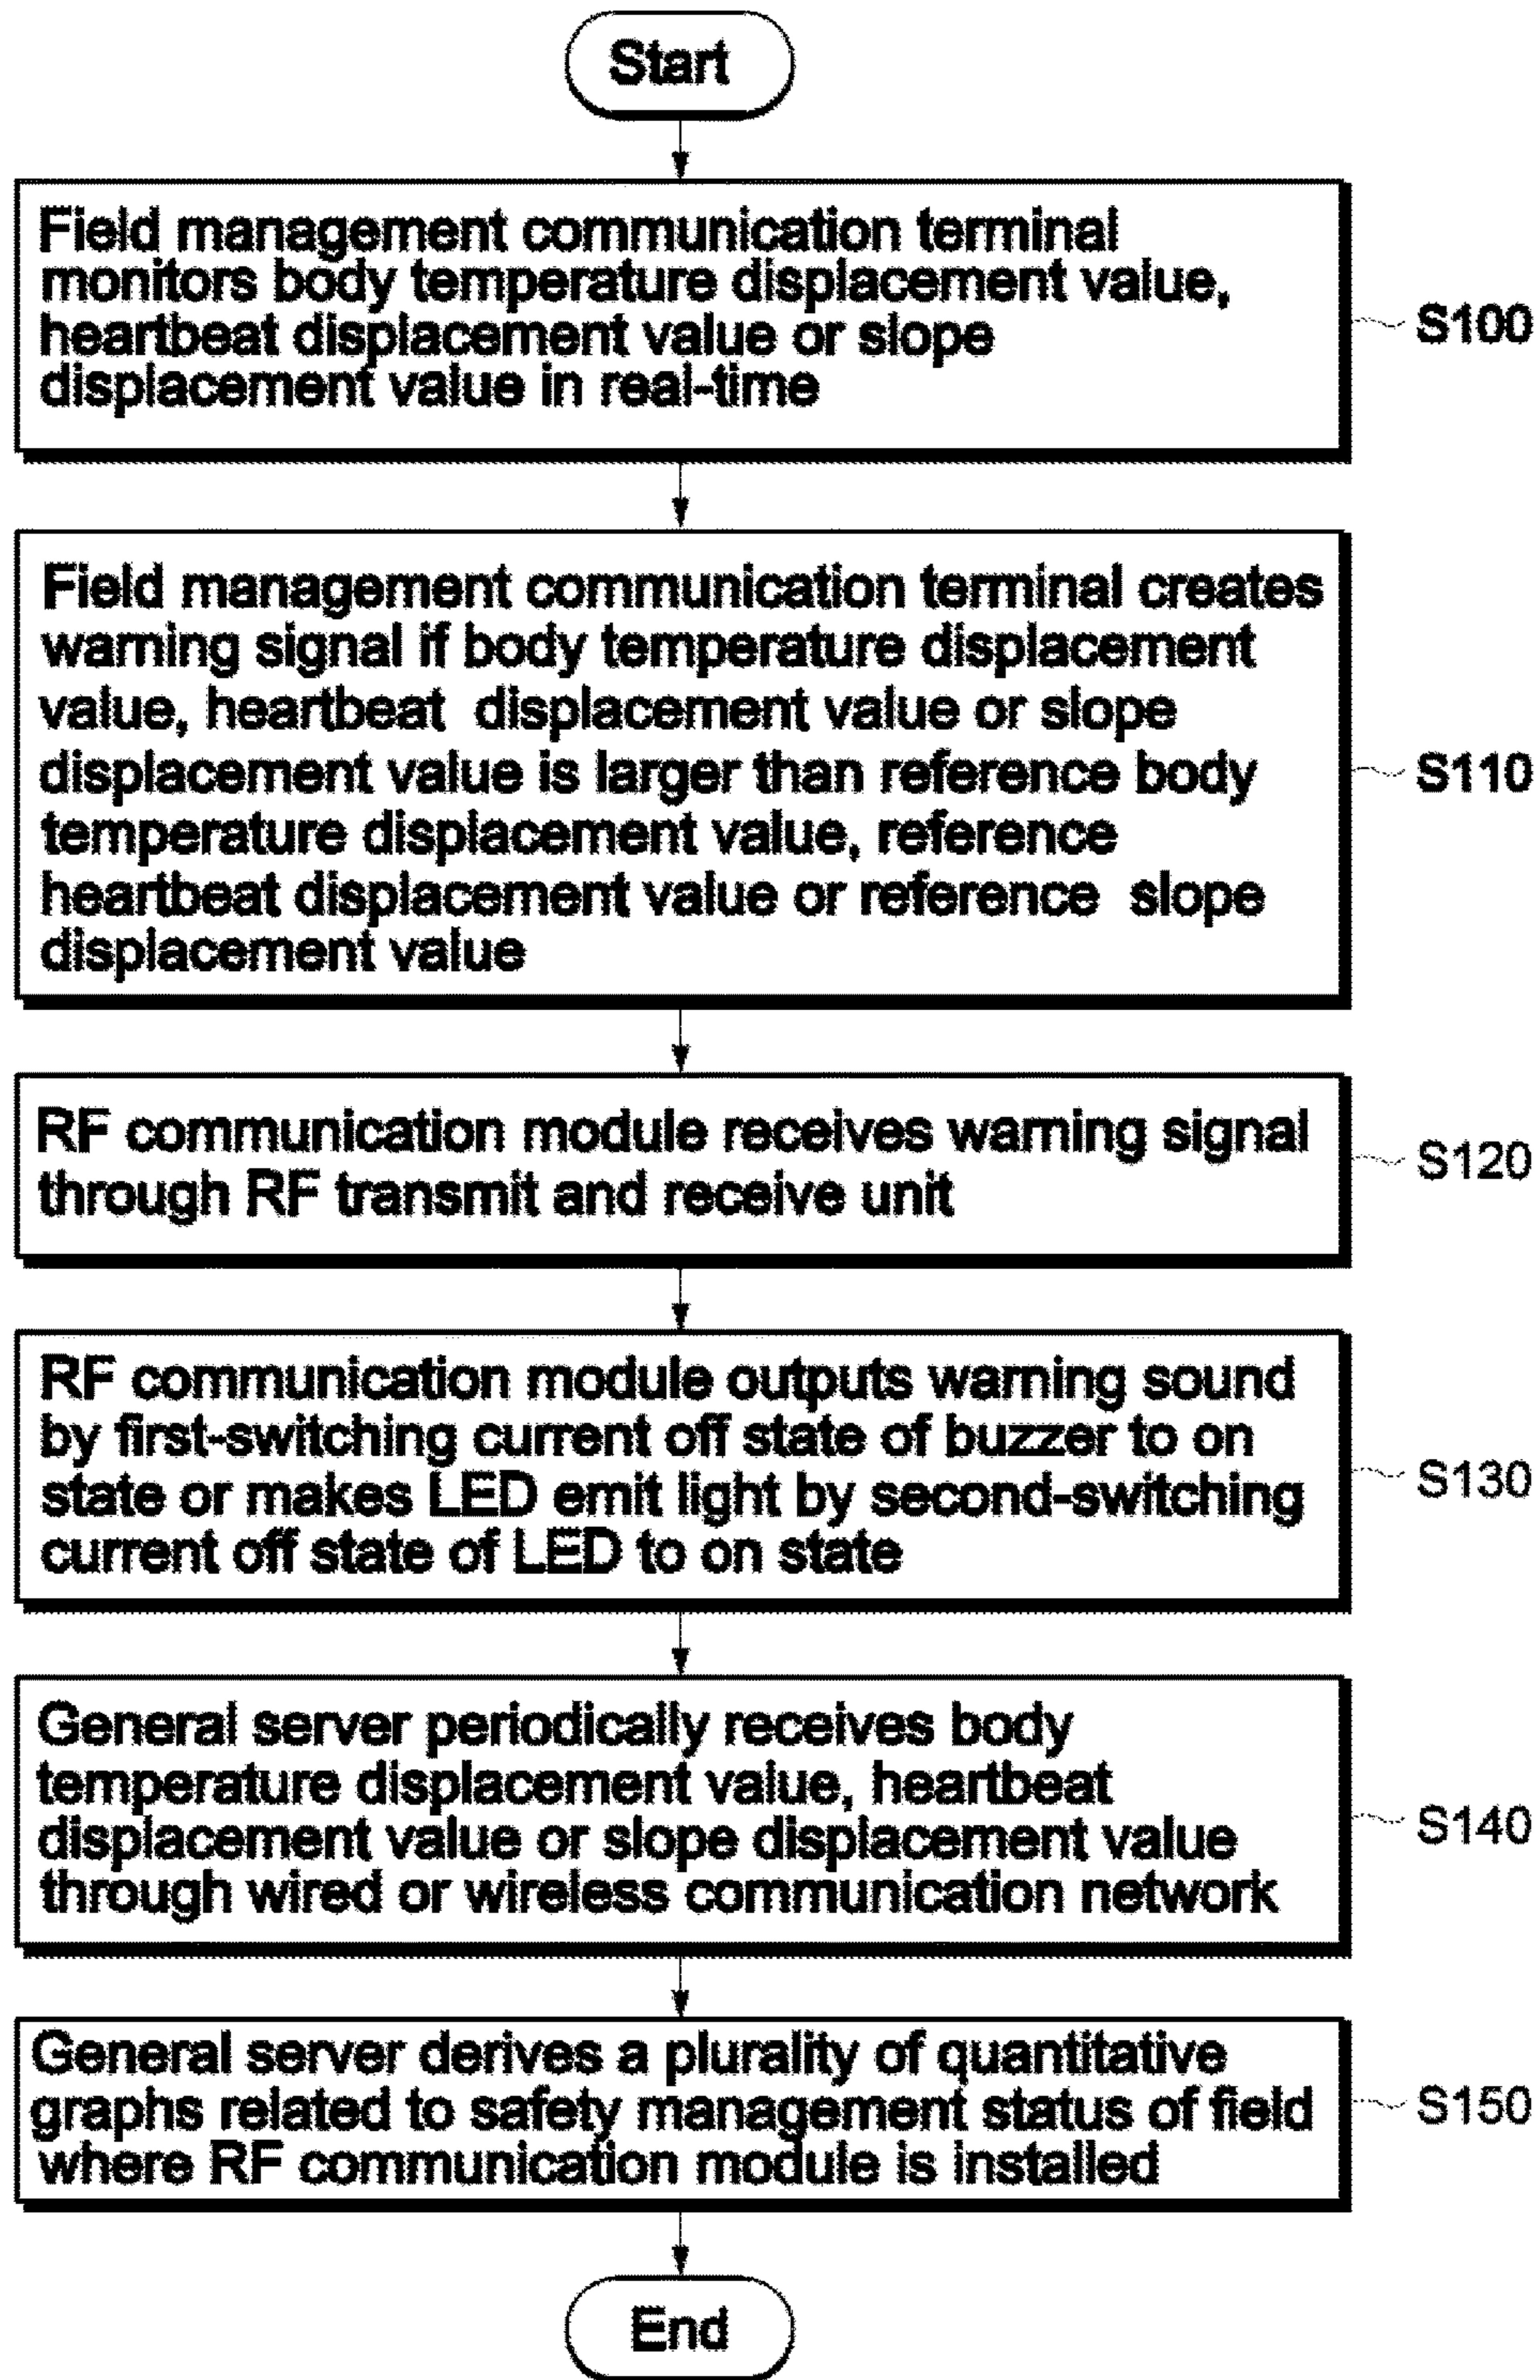 Start
Field management communication terminal
monitors body temperature displacement value,
heartbeat displacement value or slope
displacement value in real-time
S100
Field management communication terminal creates
warning signal if body temperature displacement
value, heartbeat displacement value or slope
displacement value is larger than reference body
temperature displacement value, reference
heartbeat displacement value or reference slope
displacement value
S110
RF communication module receives warning signal
through RF transmit and receive unit
S120
RF communication module outputs warning sound
by first-switching current off state of buzzer to on
state or makes LED emit light by second-switching
current off state of LED to on state
S130
General server periodically receives body
temperature displacement value, heartbeat
displacement value or slope displacement value
through wired or wireless communication network
S140
General server derives a plurality of quantitative
graphs related to safety management status of field
where RF communication module is installed
S150
End